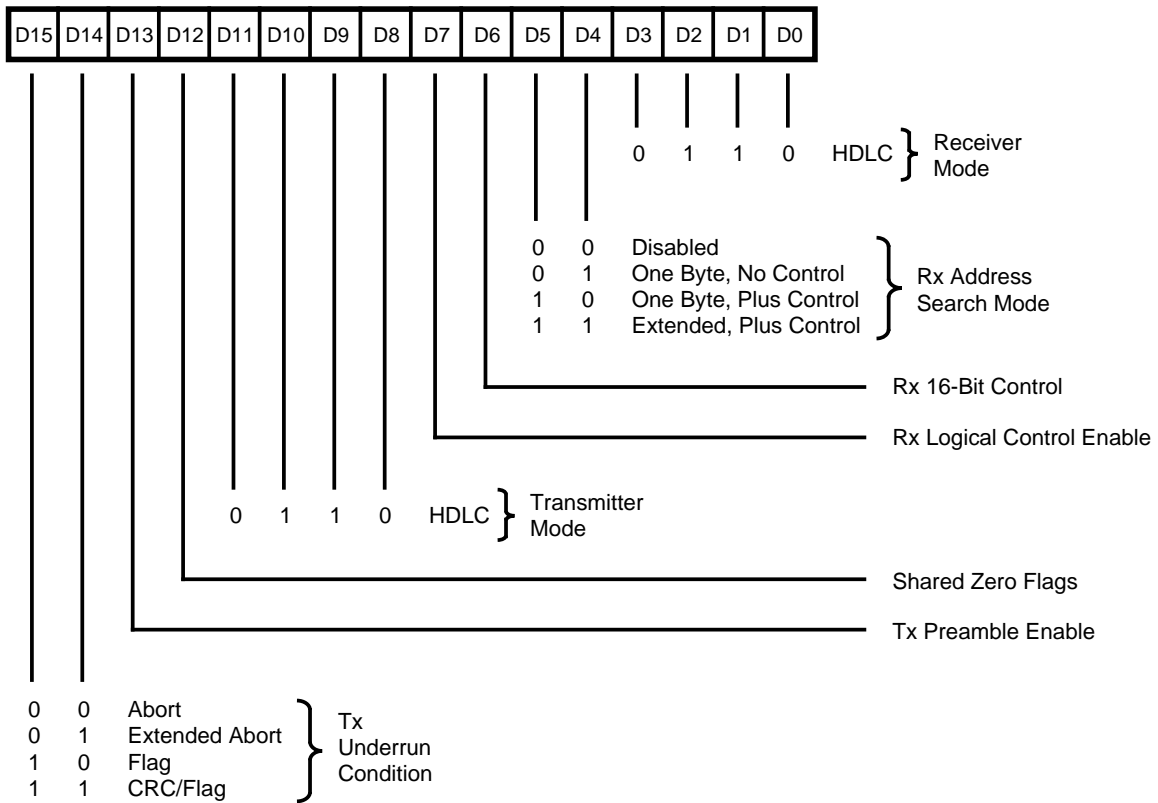 D15 D14 D13 D12 D11 D10 D9 D8 D7 D6 D5 D4 D3 D2 D1 D0
0 1 1 0 HDLC
Receiver
Mode
0 0 Disabled
0 1 One Byte, No Control
1 0 One Byte, Plus Control
1 1 Extended, Plus Control
Rx Address
Search Mode
Rx 16-Bit Control
Rx Logical Control Enable
0 1 1 0 HDLC
Transmitter
Mode
Shared Zero Flags
Tx Preamble Enable
0 0 Abort
0 1 Extended Abort
1 0 Flag
1 1 CRC/Flag
Tx
Underrun
Condition